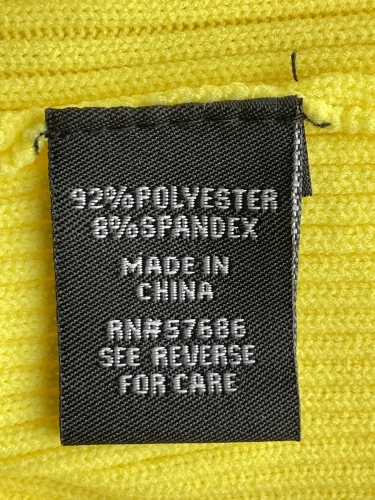 92%POLYESTER
8%SPANDEX
MADE IN
CHINA
RN#57686
SEE REVERSE
FOR CARE